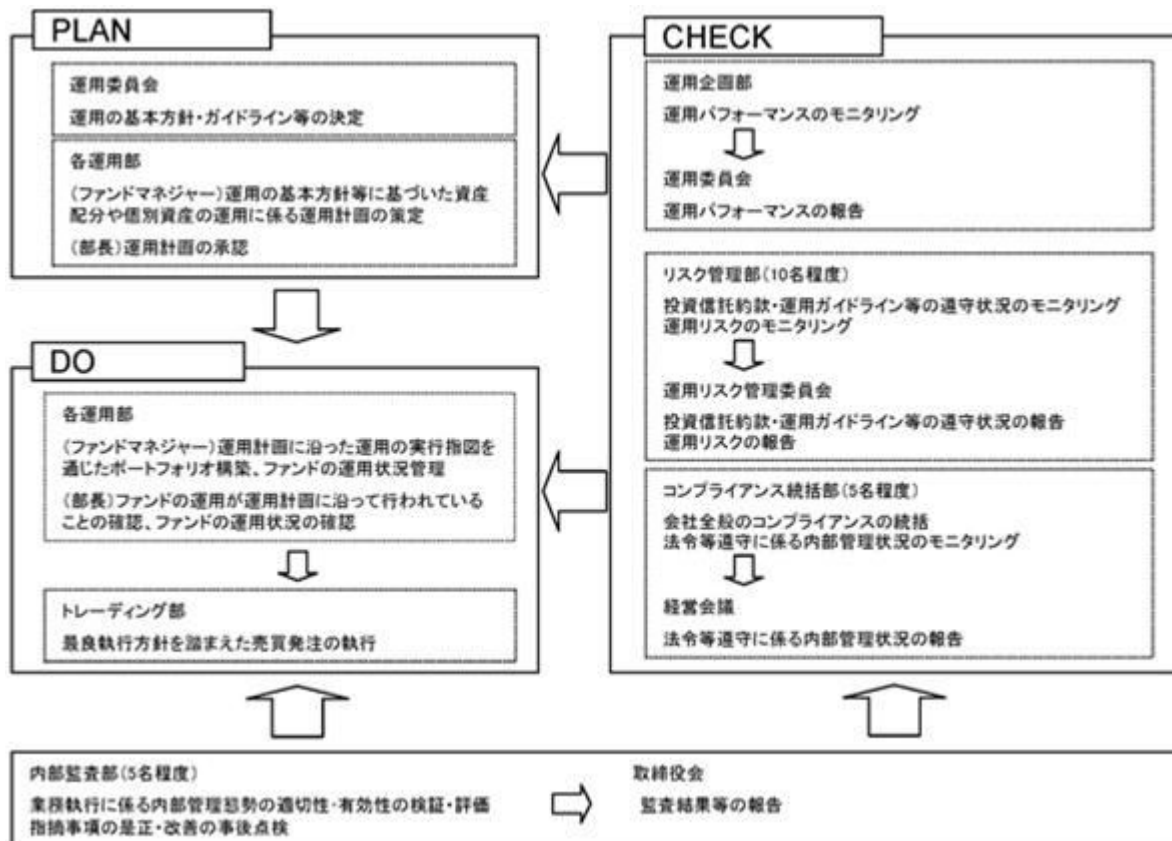 PLAN
運用委員会
運用の基本方針・ガイドライン等の決定
各運用部
(ファンドマネジャー)運用の基本方針等に基づいた資産
配分や個別資産の運用に係る運用計画の策定
(部長)運用計画の承認
DO
各運用部
(ファンドマネジャー)運用計画に沿った運用の実行指図を
通じたポートフォリオ構築、ファンドの運用状況管理
(部長)ファンドの運用が運用計画に沿って行われている
ことの確認、ファンドの運用状況の確認
トレーディング部
最良執行方針を踏まえた売買発注の執行
CHECK
運用企画部
運用パフォーマンスのモニタリング
運用委員会
運用パフォーマンスの報告
リスク管理部(10名程度)
投資信託約款・運用ガイドライン等の遵守状況のモニタリング
運用リスクのモニタリング
運用リスク管理委員会
投資信託約款・運用ガイドライン等の遵守状況の報告
運用リスクの報告
コンプライアンス統括部(5名程度)
会社全般のコンプライアンスの統括
法令等遵守に係る内部管理状況のモニタリング
経営会議
法令等遵守に係る内部管理状況の報告
内部監査部(5名程度)
業務執行に係る内部管理態勢の適切性・有効性の検証・評価
指摘事項の是正・改善の事後点検
取締役会
監査結果等の報告